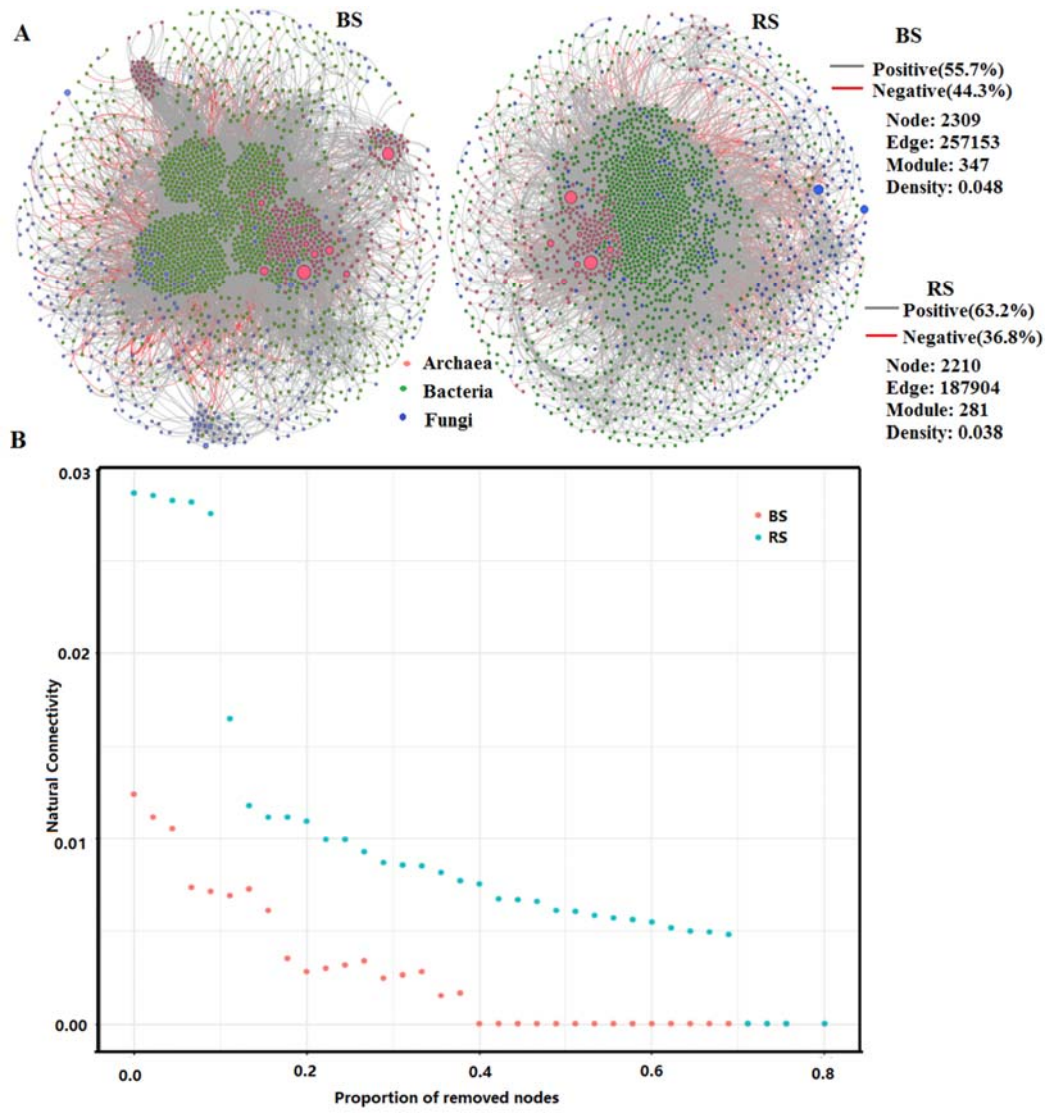 A
BS
RS
BS
Positive(55.7%)
Negative(44.3%)
Node: 2309
Edge: 257153
Module: 347
Density: 0.048
RS
Positive(63.2%)
Negative(36.8%)
Node: 2210
Edge: 187904
Module: 281
Density: 0.038
Archaea
Bacteria
Fungi
B
0.03
0.02
0.01
0.00
Natural Connectivity
BS
RS
0.0 0.2 0.4 0.6 0.8
Proportion of removed nodes